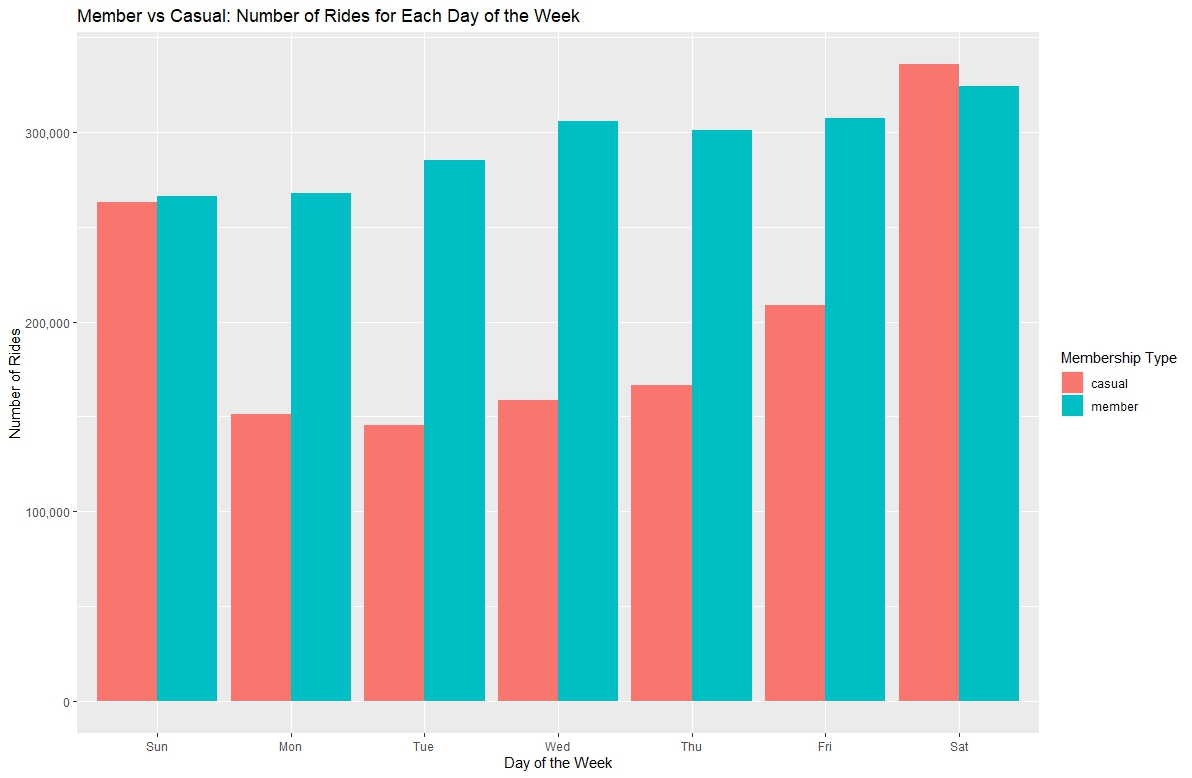 Member vs Casual: Number of Rides for Each Day of the Week
Number of Rides
300,000
200,000
100,000
0
Sun Mon Tue Wed Thu Fri Sat
Day of the Week
Membership Type
casual
member